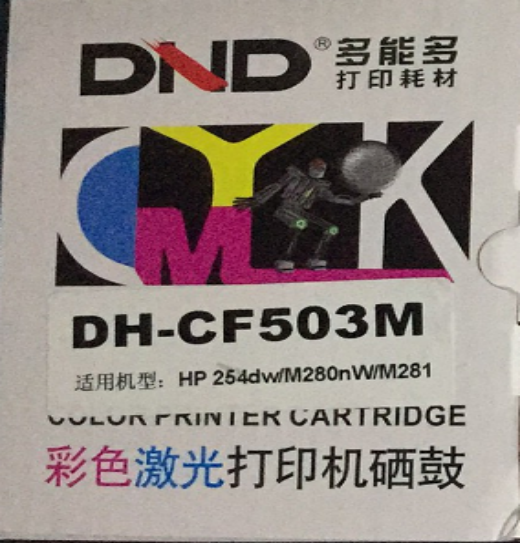 DND® 多能多
打印耗材
CMYK
DH-CF503M
适用机型：HP 254dw/M280nW/M281
COLOR PRINTER CARTRIDGE
彩色激光打印机硒鼓